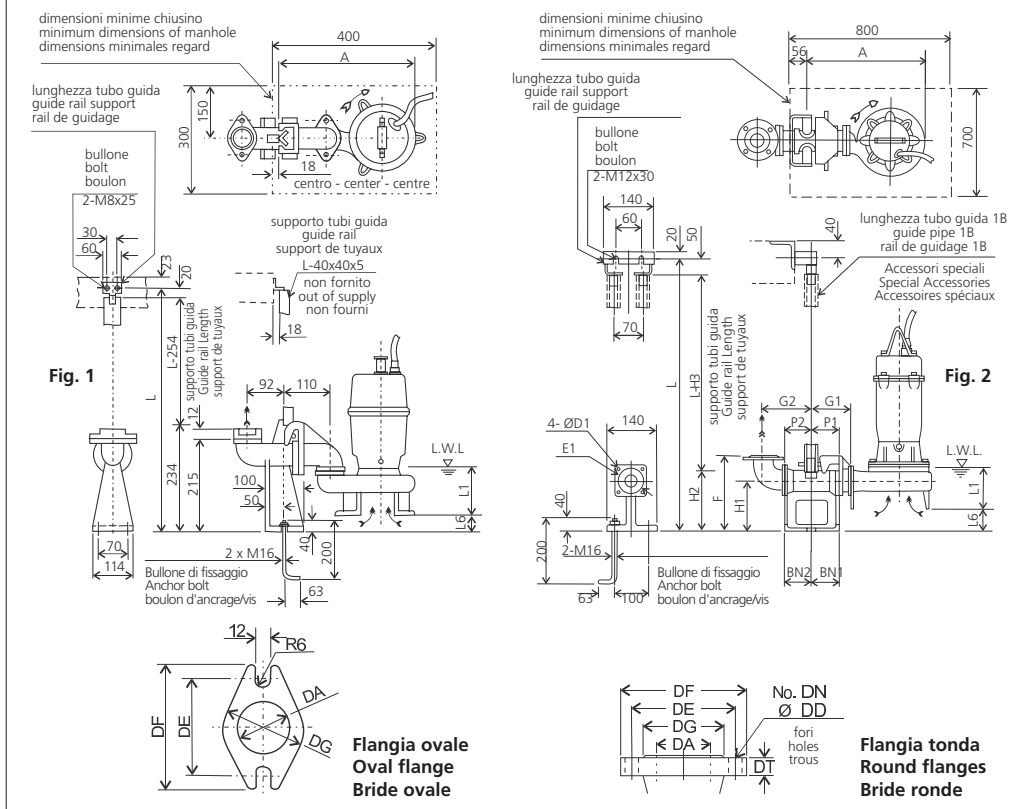 dimensioni minime chiusino
minimum dimensions of manhole
dimensions minimales regard
400
A
lunghezza tubo guida
guide rail support
rail de guidage
300
150
18
centro - center - centre
bullone
bolt
boulon
2-M8x25
30
60
23
20
supporto tubi guida
guide rail
support de tuyaux
L-40x40x5
non fornito
out of supply
non fourni
18
Fig. 1
L
L-254
supporto tubi guida
Guide rail Length
support de tuyaux
12
234
215
92
110
L.W.L
L1
L6
100
50
40
200
70
114
2 x M16
63
Bullone di fissaggio
Anchor bolt
boulon d'ancrage/vis
12
R6
DF
DE
DA
DG
Flangia ovale
Oval flange
Bride ovale
dimensioni minime chiusino
minimum dimensions of manhole
dimensions minimales regard
800
56
A
700
lunghezza tubo guida
guide rail support
rail de guidage
bullone
bolt
boulon
2-M12x30
140
60
20
50
70
40
lunghezza tubo guida 1B
guide pipe 1B
rail de guidage 1B
Accessori speciali
Special Accessories
Accessoires spéciaux
L
L-H3
supporto tubi guida
Guide rail Length
support de tuyaux
Fig. 2
4- ØD1
140
E1
H2
40
200
2-M16
63
100
Bullone di fissaggio
Anchor bolt
boulon d'ancrage/vis
G2
G1
P2
P1
F
H1
L.W.L
L1
L6
BN2
BN1
DF
DE
DG
DA
No. DN
Ø DD
fori
holes
trous
DT
Flangia tonda
Round flanges
Bride ronde